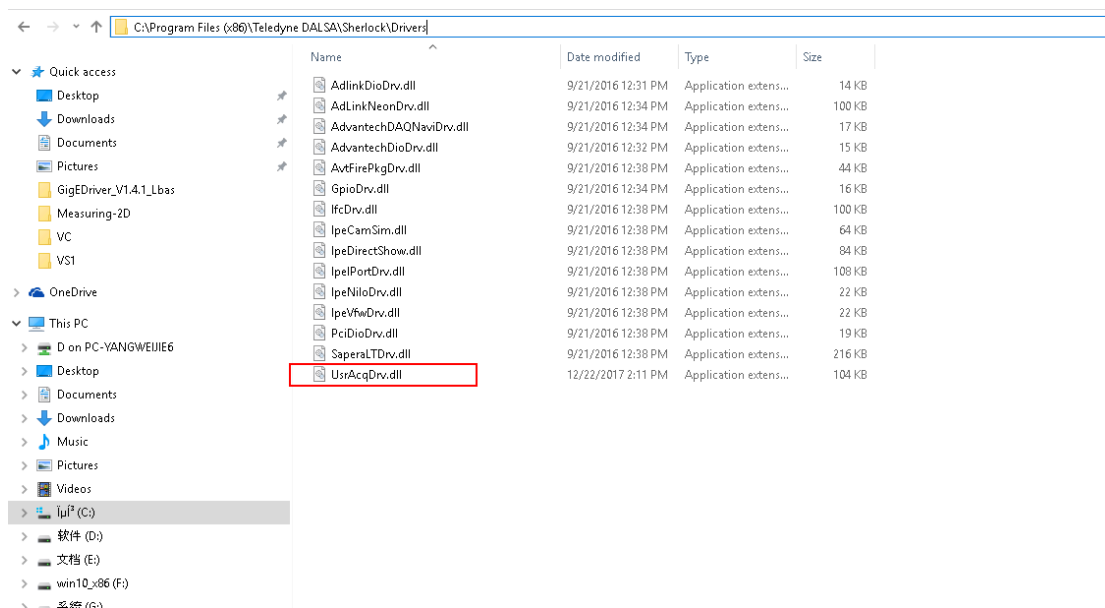 C:\Program Files (x86)\Teledyne DALSA\Sherlock\Drivers
Name Date modified Type Size
Quick access
Desktop
Downloads
Documents
Pictures
GigEDriver_V1.4.1_Lbas
Measuring-2D
VC
VS1
OneDrive
This PC
D on PC-YANGWEIJIE6
Desktop
Documents
Downloads
Music
Pictures
Videos
ÏµÍ³ (C:)
软件 (D:)
文档 (E:)
win10_x86 (F:)
系統 (G:)
AdlinkDioDrv.dll 9/21/2016 12:31 PM Application extens... 14 KB
AdLinkNeonDrv.dll 9/21/2016 12:34 PM Application extens... 100 KB
AdvantechDAQNaviDrv.dll 9/21/2016 12:34 PM Application extens... 17 KB
AdvantechDioDrv.dll 9/21/2016 12:32 PM Application extens... 15 KB
AvtFirePkgDrv.dll 9/21/2016 12:38 PM Application extens... 44 KB
GpioDrv.dll 9/21/2016 12:34 PM Application extens... 16 KB
IfcDrv.dll 9/21/2016 12:38 PM Application extens... 100 KB
IpeCamSim.dll 9/21/2016 12:38 PM Application extens... 64 KB
IpeDirectShow.dll 9/21/2016 12:38 PM Application extens... 84 KB
IpeIPortDrv.dll 9/21/2016 12:38 PM Application extens... 108 KB
IpeNiIoDrv.dll 9/21/2016 12:38 PM Application extens... 22 KB
IpeVfwDrv.dll 9/21/2016 12:38 PM Application extens... 22 KB
PciDioDrv.dll 9/21/2016 12:38 PM Application extens... 19 KB
SaperaLTDrv.dll 9/21/2016 12:38 PM Application extens... 216 KB
UsrAcqDrv.dll 12/22/2017 2:11 PM Application extens... 104 KB